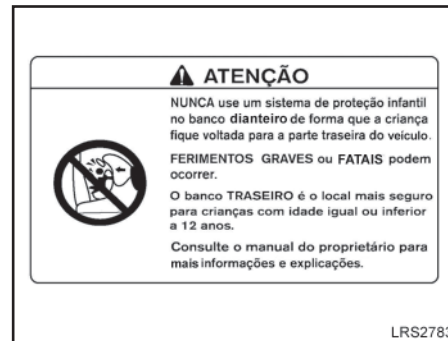 ATENÇÃO
NUNCA use um sistema de proteção infantil
no banco dianteiro de forma que a criança
fique voltada para a parte traseira do veículo.
FERIMENTOS GRAVES ou FATAIS podem
ocorrer.
O banco TRASEIRO é o local mais seguro
para crianças com idade igual ou inferior
a 12 anos.
Consulte o manual do proprietário para
mais informações e explicações.
LRS2783